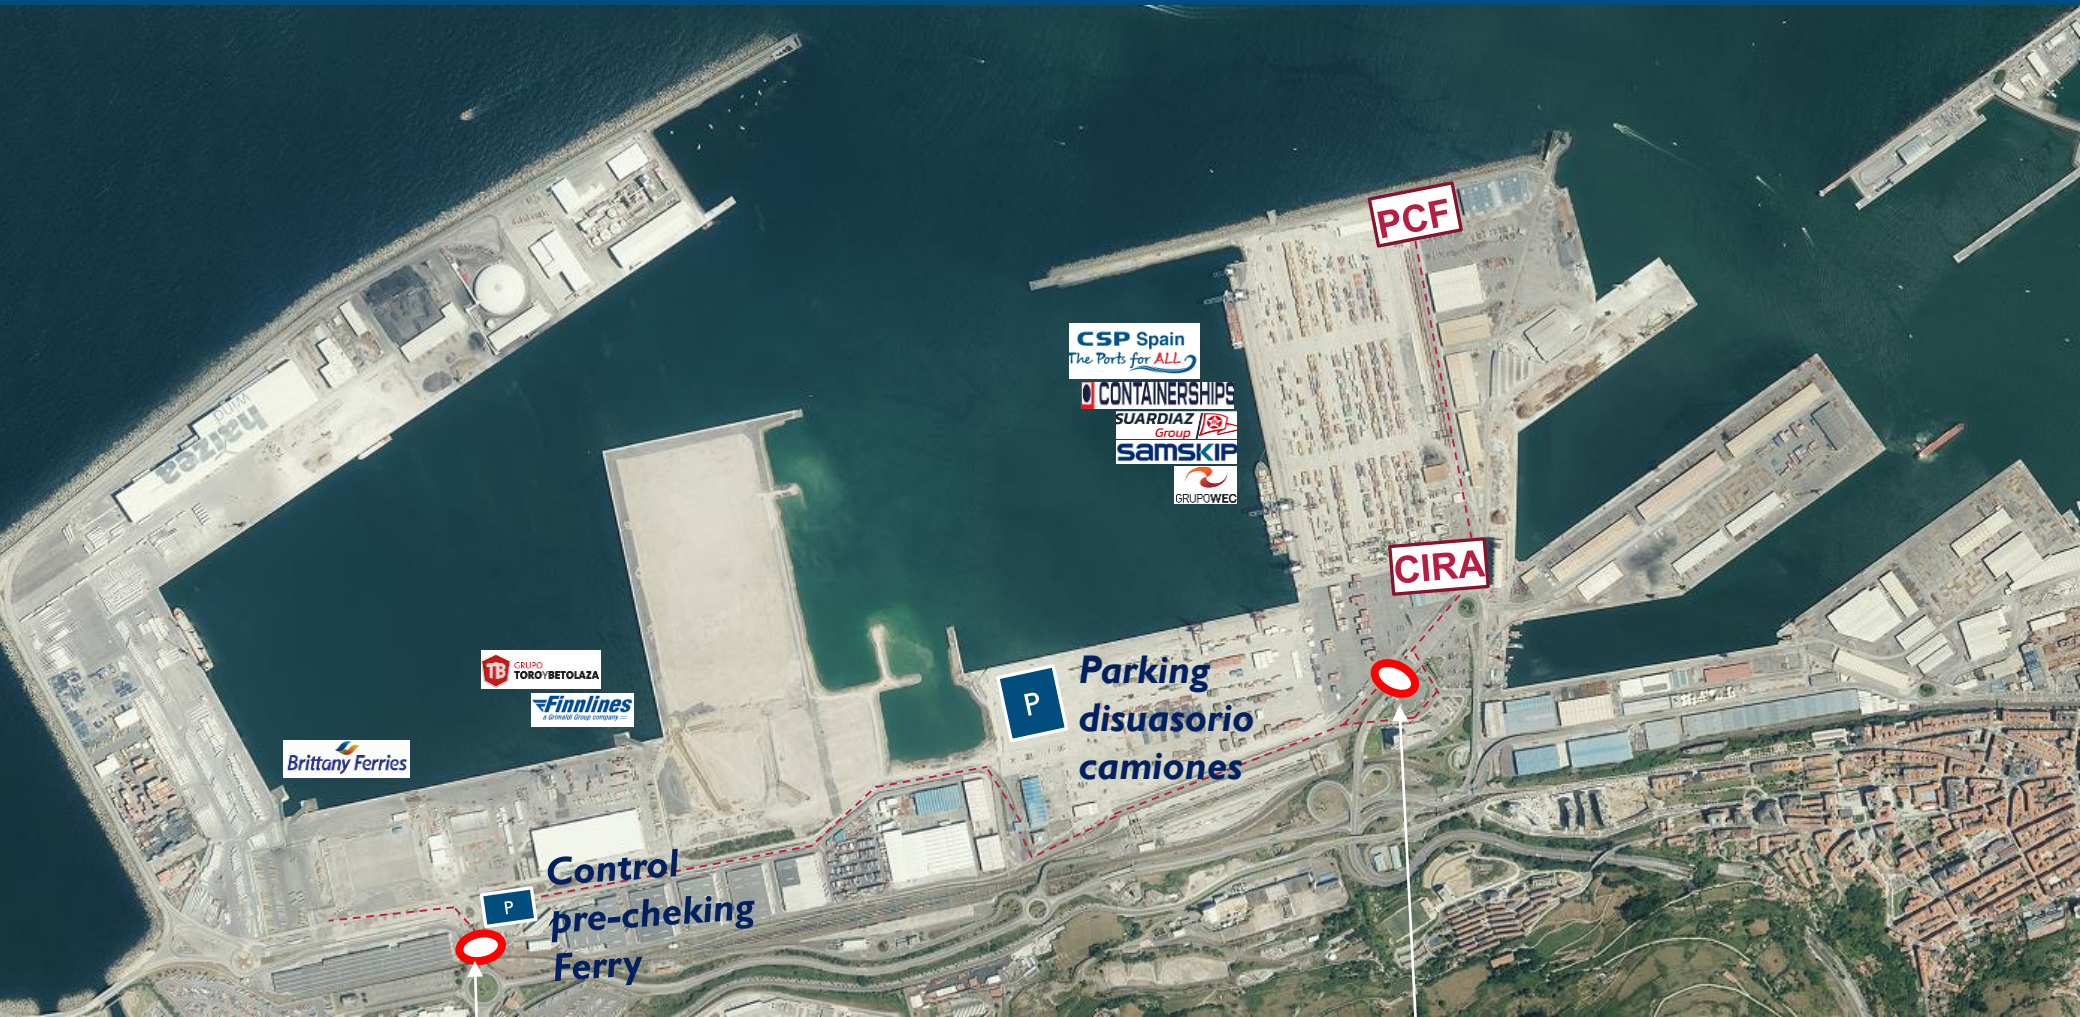 PCF
CSP Spain
The Ports for ALL
CONTAINERSHIPS
SUARDIAZ
Group
samskip
GRUPOWEC
haizea
WIND
CIRA
GRUPO
TOROYBETOLAZA
Finnlines
a Grimaldi Group company
Brittany Ferries
P
Parking
disuasorio
camiones
P
Control
pre-cheking
Ferry